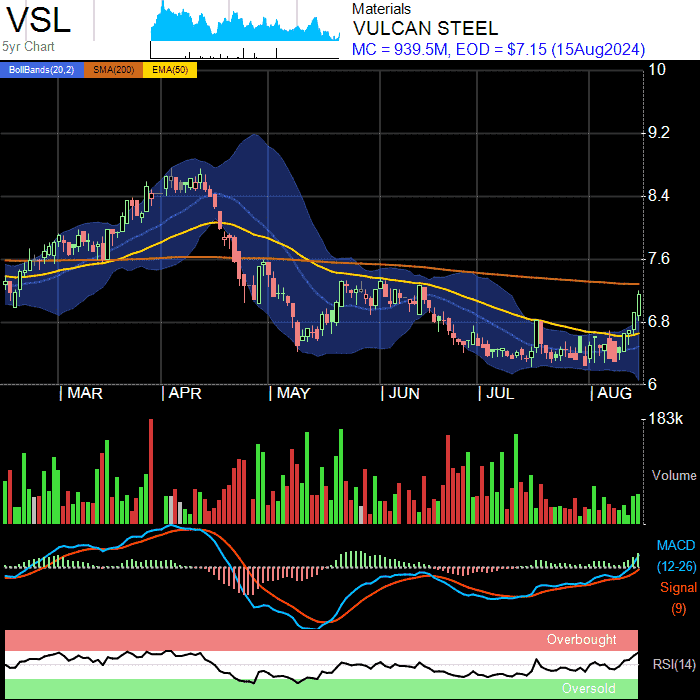 VSL
5yr Chart
Materials
VULCAN STEEL
MC = 939.5M, EOD = $7.15 (15Aug2024)
BollBands(20,2) SMA(200) EMA(50)
10
9.2
8.4
7.6
6.8
6
MAR APR MAY JUN JUL AUG
183k
Volume
MACD
(12-26)
Signal
(9)
Overbought
RSI(14)
Oversold